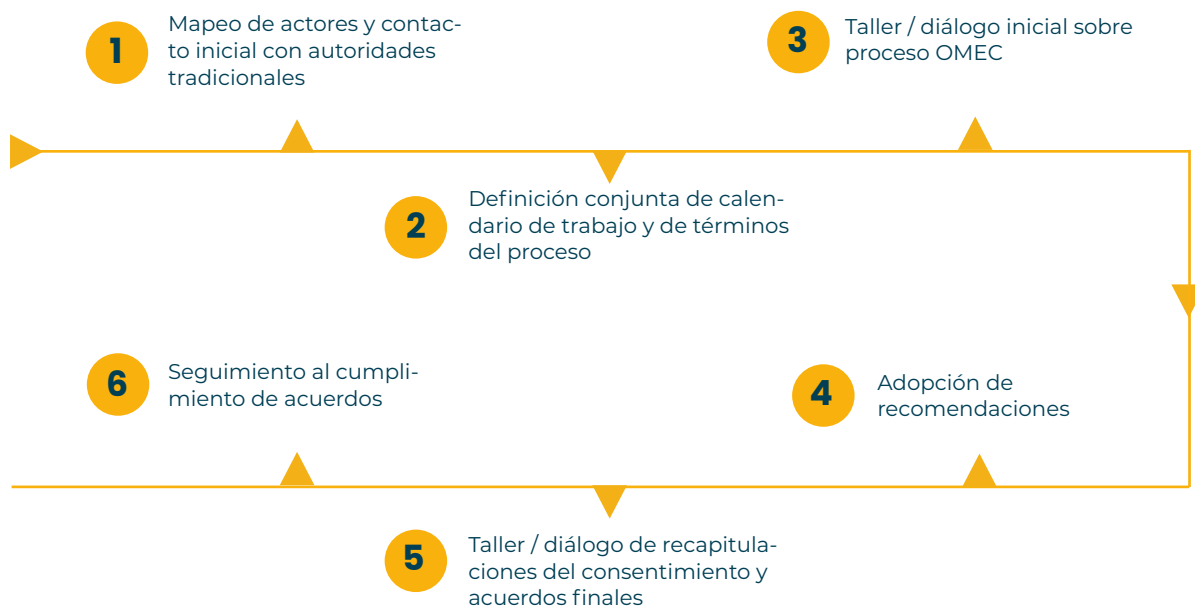 1
Mapeo de actores y contac-
to inicial con autoridades
tradicionales
2
Definición conjunta de calen-
dario de trabajo y de términos
del proceso
3
Taller / diálogo inicial sobre
proceso OMEC
4
Adopción de
recomendaciones
5
Taller / diálogo de recapitula-
ciones del consentimiento y
acuerdos finales
6
Seguimiento al cumpli-
miento de acuerdos